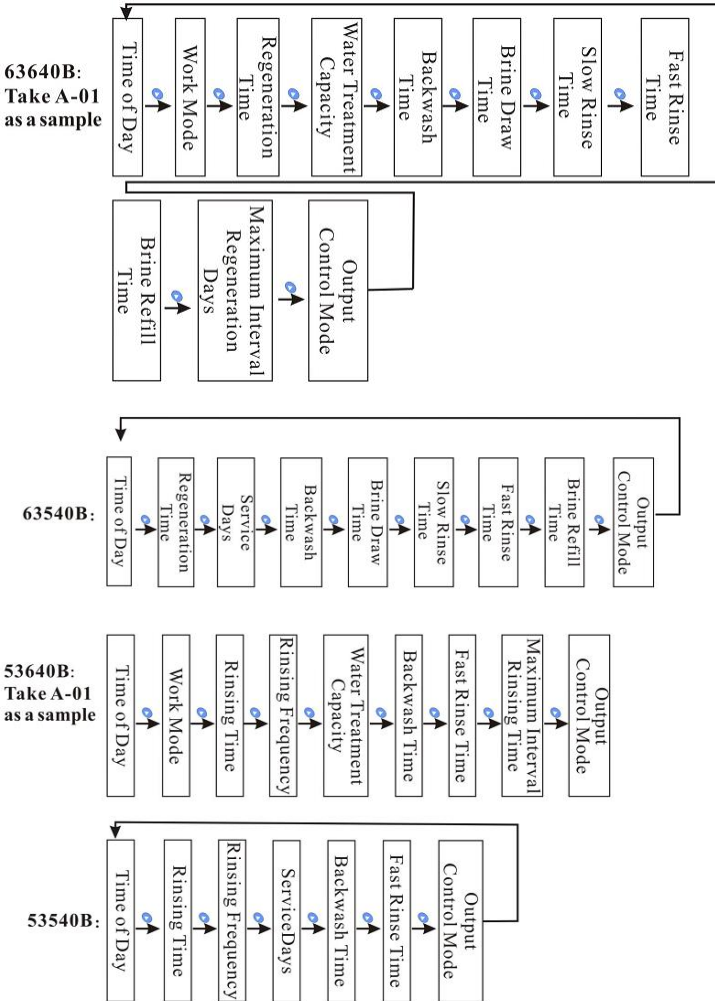 63640B:
Take A-01
as a sample
Time of Day
Work Mode
Regeneration
Time
Water Treatment
Capacity
Backwash
Time
Brine Draw
Time
Slow Rinse
Time
Fast Rinse
Time
Brine Refill
Time
Maximum Interval
Regeneration
Days
Output
Control Mode
63540B:
Time of Day
Regeneration
Time
Service
Days
Backwash
Time
Brine Draw
Time
Slow Rinse
Time
Fast Rinse
Time
Brine Refill
Time
Output
Control Mode
53640B:
Take A-01
as a sample
Time of Day
Work Mode
Rinsing Time
Rinsing Frequency
Water Treatment
Capacity
Backwash Time
Fast Rinse Time
Maximum Interval
Rinsing Time
Output
Control Mode
53540B:
Time of Day
Rinsing Time
Rinsing Frequency
ServiceDays
Backwash Time
Fast Rinse Time
Output
Control Mode